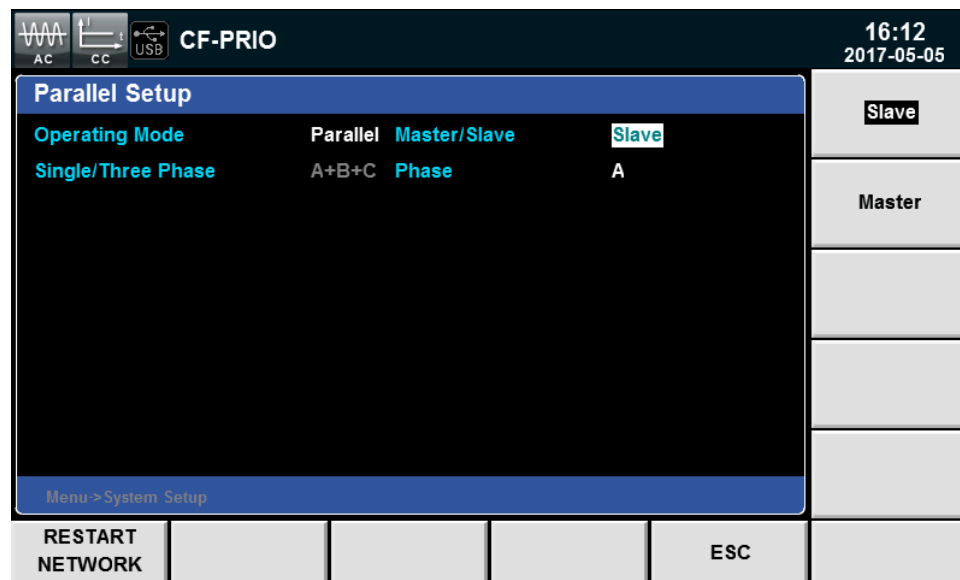 AC CC USB CF-PRIO 16:12
2017-05-05
Parallel Setup
Slave
Operating Mode Parallel Master/Slave Slave
Single/Three Phase A+B+C Phase A
Master
Menu->System Setup
RESTART
NETWORK
ESC